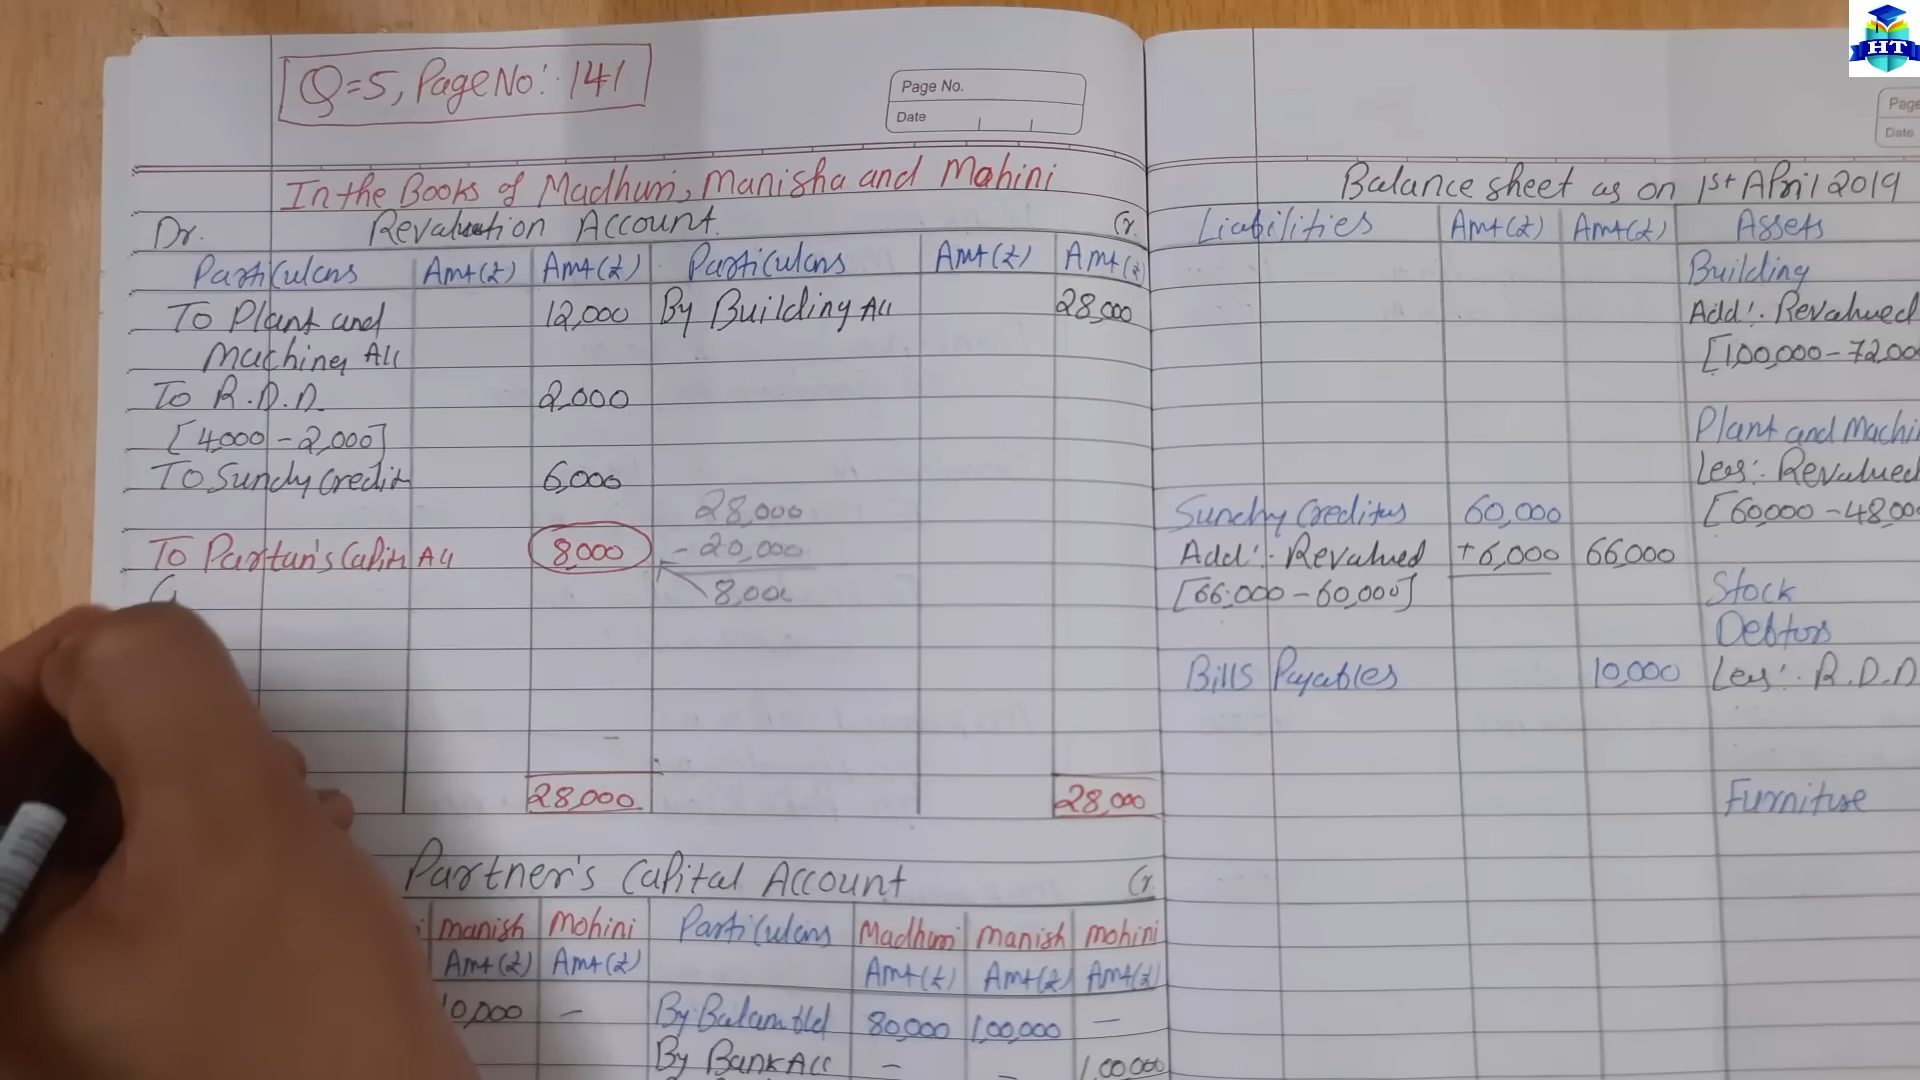 HT
Q=5, Page No: 141
Page No.
Date
In the Books of Madhuri, Manisha and Mohini
Dr. Revaluation Account. Cr.
Particulars Amt(₹) Amt(₹) Particulars Amt(₹) Amt(₹)
To Plant and 12,000 By Building A/c 28,000
Machinery A/c
To R.D.D. 2,000
[4,000 - 2,000]
To Sundry Credit 6,000
28,000
To Partner's Capital A/c 8,000 - 20,000
8,000
28,000 28,000
Partner's Capital Account Cr.
Manish Mohini Particulars Madhuri Manish Mohini
Amt(₹) Amt(₹) Amt(₹) Amt(₹) Amt(₹)
10,000 — By Balance b/d 80,000 1,00,000 —
By Bank A/c — — 1,00,000
Page
Date
Balance sheet as on 1st April 2019
Liabilities Amt(₹) Amt(₹) Assets
Building
Add:. Revalued
[1,00,000 - 72,00
Plant and Machi
Less:. Revalued
Sundry Creditors 60,000 [60,000 - 48,00
Add:. Revalued +6,000 66,000
[66,000 - 60,000] Stock
Debtors
Bills Payables 10,000 Less:. R.D.D
Furniture